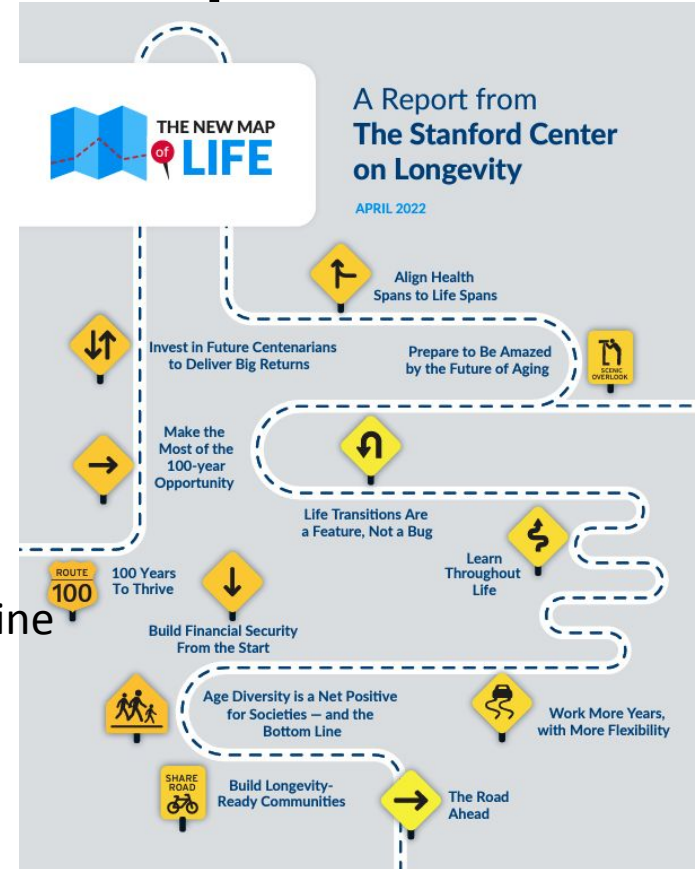 THE NEW MAP
of LIFE
A Report from
The Stanford Center
on Longevity
APRIL 2022
Align Health
Spans to Life Spans
Invest in Future Centenarians
to Deliver Big Returns
Prepare to Be Amazed
by the Future of Aging
SCENIC
OVERLOOK
Make the
Most of the
100-year
Opportunity
Life Transitions Are
a Feature, Not a Bug
Learn
Throughout
Life
ROUTE
100
100 Years
To Thrive
ine
Build Financial Security
From the Start
Age Diversity is a Net Positive
for Societies — and the
Bottom Line
Work More Years,
with More Flexibility
SHARE
ROAD
Build Longevity-
Ready Communities
The Road
Ahead